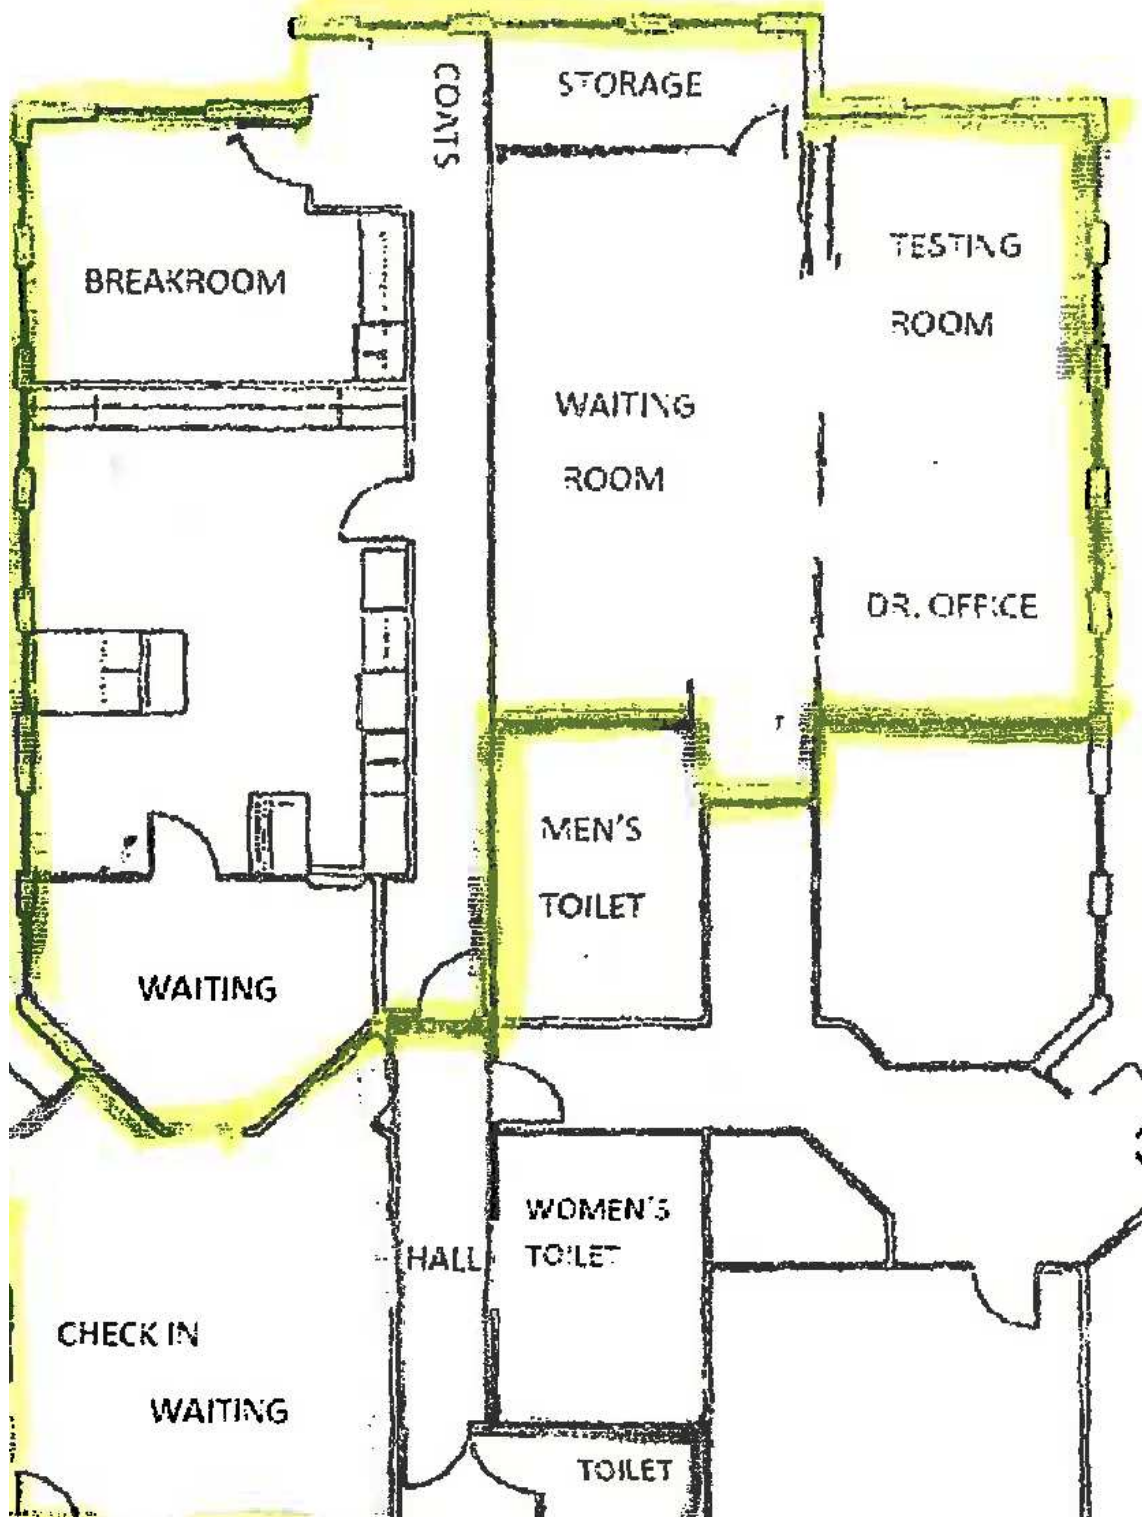 COATS
STORAGE
BREAKROOM
TESTING
ROOM
WAITING
ROOM
DR. OFFICE
MEN'S
TOILET
WAITING
WOMEN'S
TOILET
HALL
CHECK IN
WAITING
TOILET